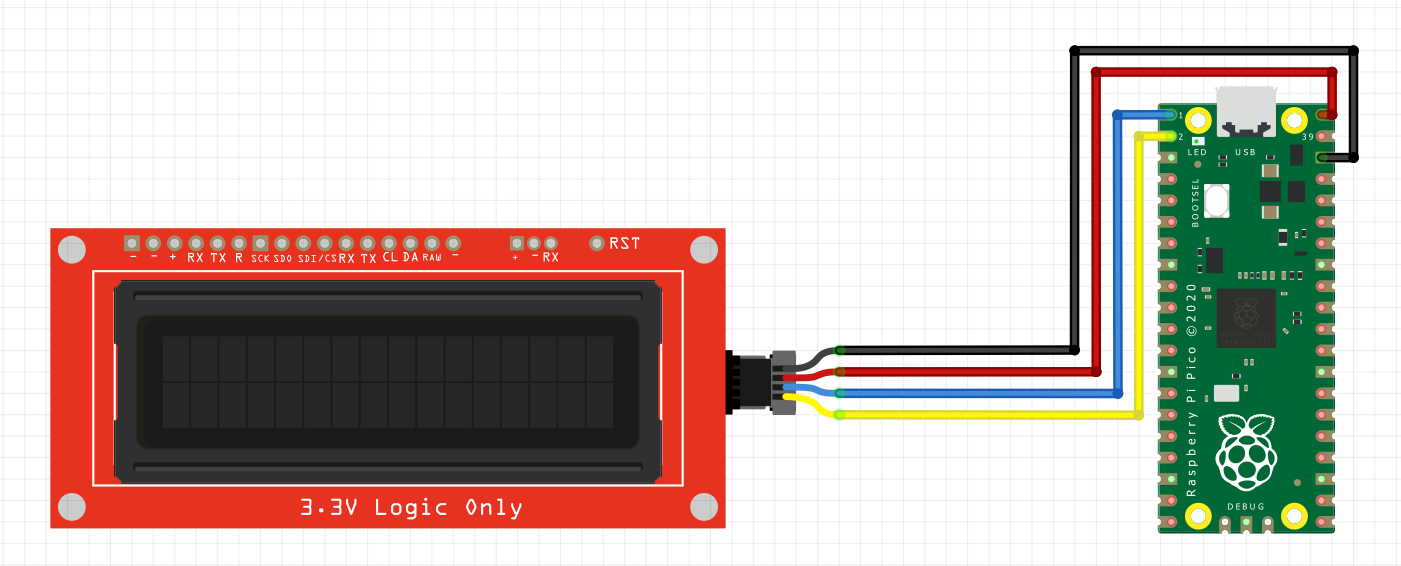 1
2
39
LED
USB
BOOTSEL
Raspberry Pi Pico ©2020
DEBUG
- - + RX TX R SCK SDO SDI/CS RX TX CL DA RAW -
+ - RX
RST
3.3V Logic Only